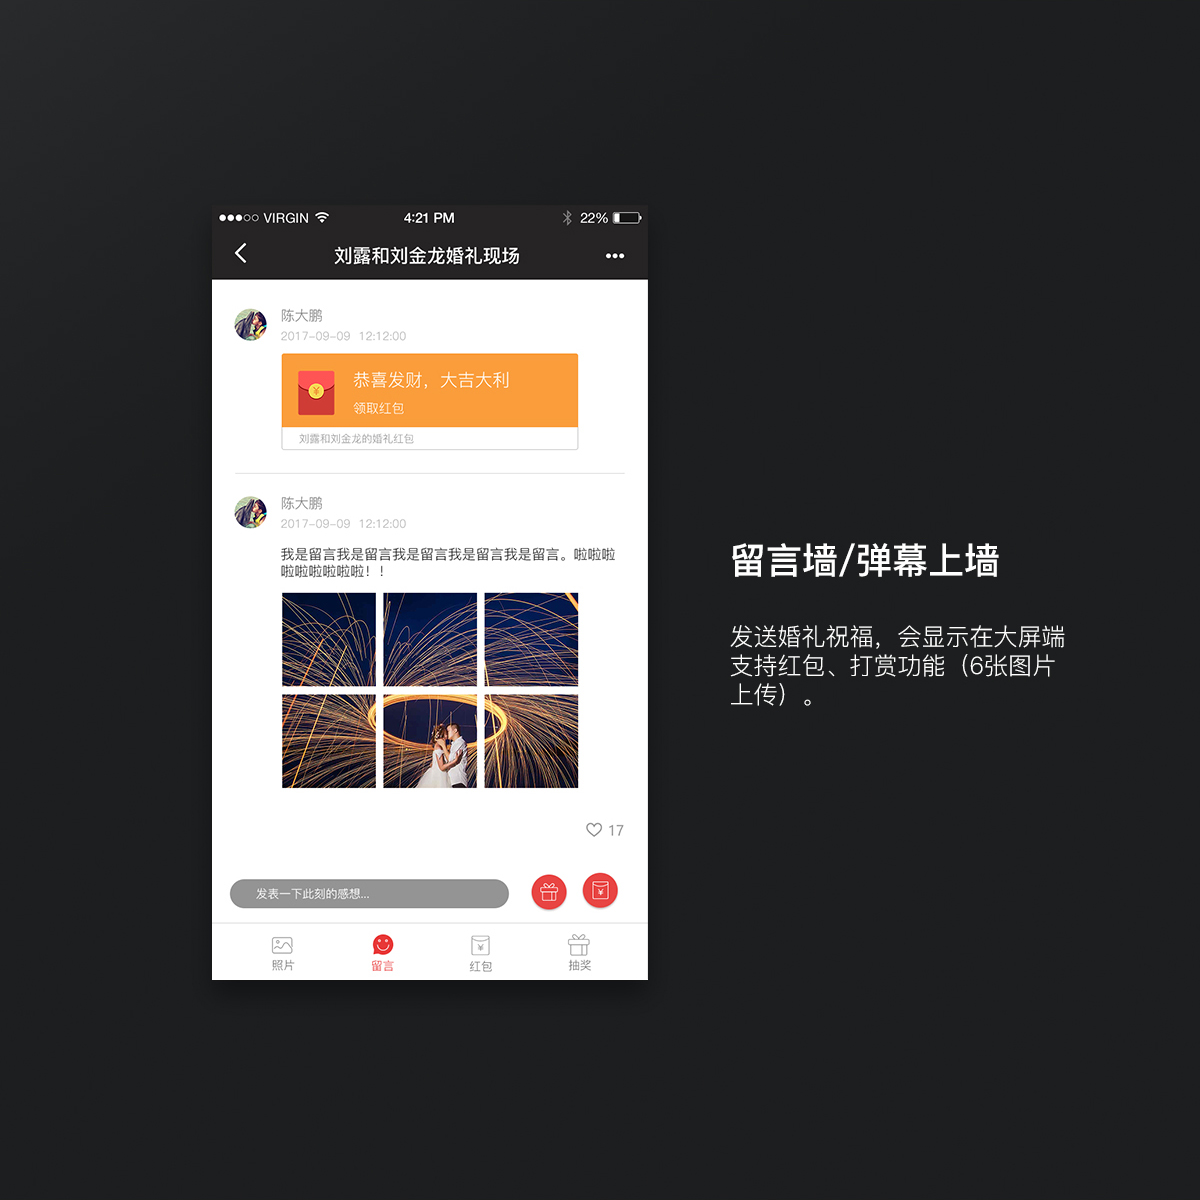 VIRGIN
4:21 PM
22%
刘露和刘金龙婚礼现场
陈大鹏
2017-09-09 12:12:00
恭喜发财，大吉大利
领取红包
刘露和刘金龙的婚礼红包
陈大鹏
2017-09-09 12:12:00
我是留言我是留言我是留言我是留言我是留言。啦啦啦
啦啦啦啦啦啦！！
17
发表一下此刻的感想...
照片
留言
红包
抽奖
留言墙/弹幕上墙
发送婚礼祝福，会显示在大屏端
支持红包、打赏功能（6张图片
上传）。